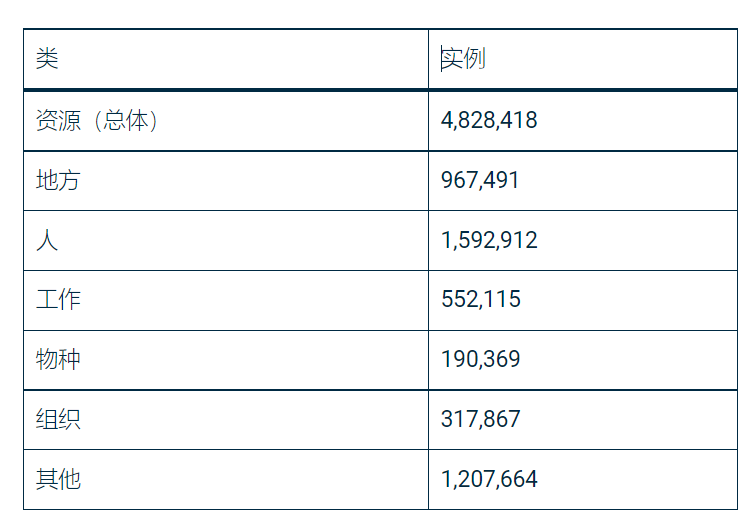 类 实例
资源（总体） 4,828,418
地方 967,491
人 1,592,912
工作 552,115
物种 190,369
组织 317,867
其他 1,207,664